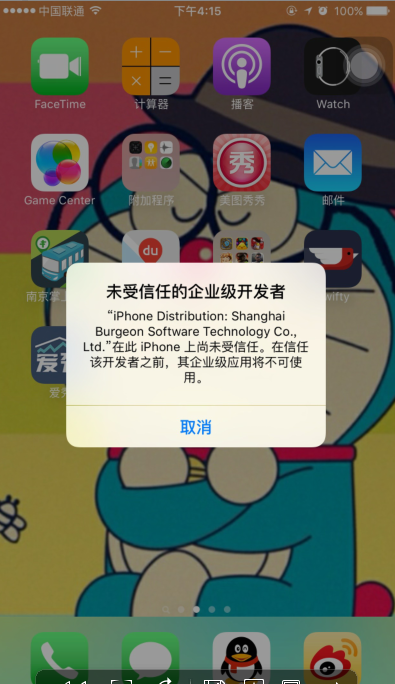 中国联通 下午4:15 100%
FaceTime 计算器 播客 Watch
Game Center 附加程序 美图秀秀 邮件
秀
du
南京掌上
wifty
未受信任的企业级开发者
“iPhone Distribution: Shanghai
Burgeon Software Technology Co.,
Ltd.”在此 iPhone 上尚未受信任。在信任
该开发者之前，其企业级应用将不可使
用。
取消